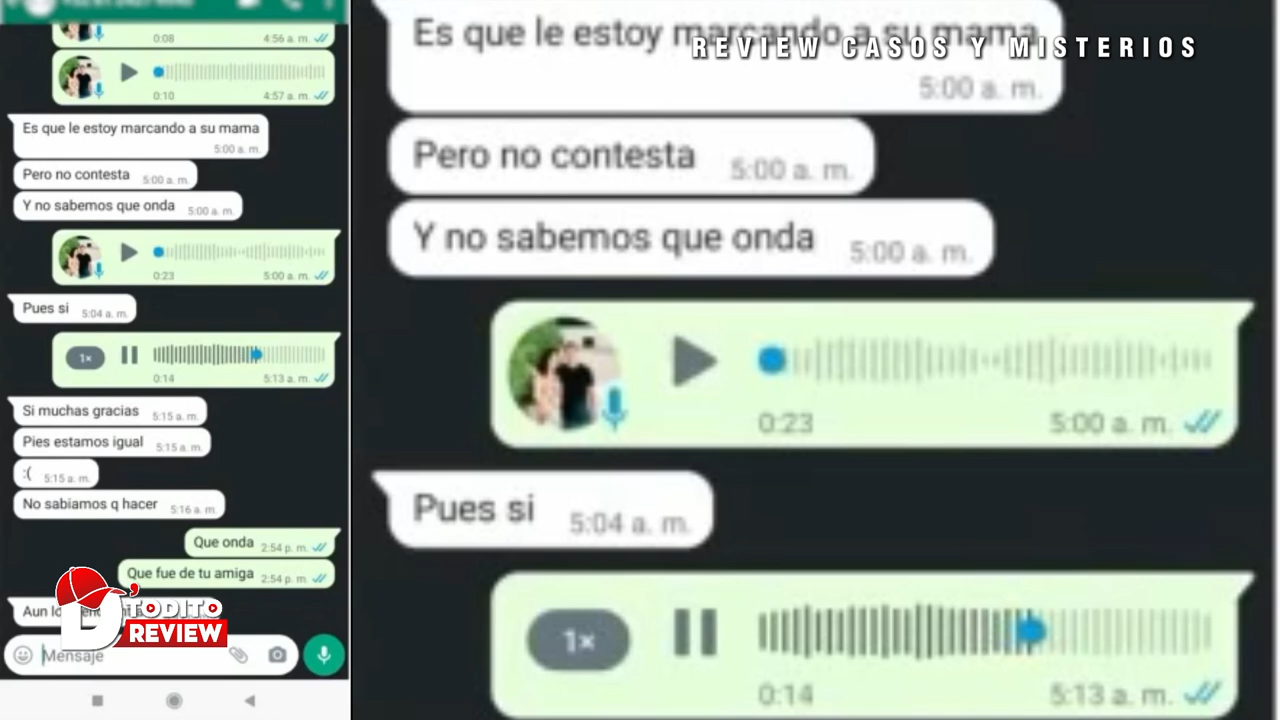 0:08 4:56 a. m.
0:10 4:57 a. m.
Es que le estoy marcando a su mama
5:00 a. m.
Pero no contesta 5:00 a. m.
Y no sabemos que onda 5:00 a. m.
0:23 5:00 a. m.
Pues si 5:04 a. m.
1×
0:14 5:13 a. m.
Si muchas gracias 5:15 a. m.
Pies estamos igual 5:15 a. m.
:( 5:15 a. m.
No sabiamos q hacer 5:16 a. m.
Que onda 2:54 p. m.
Que fue de tu amiga 2:54 p. m.
Aun
Mensaje
D'TODITO
REVIEW
REVIEW CASOS Y MISTERIOS
Es que le estoy marcando a su mama
5:00 a. m.
Pero no contesta 5:00 a. m.
Y no sabemos que onda 5:00 a. m.
0:23 5:00 a. m.
Pues si 5:04 a. m.
1×
0:14 5:13 a. m.